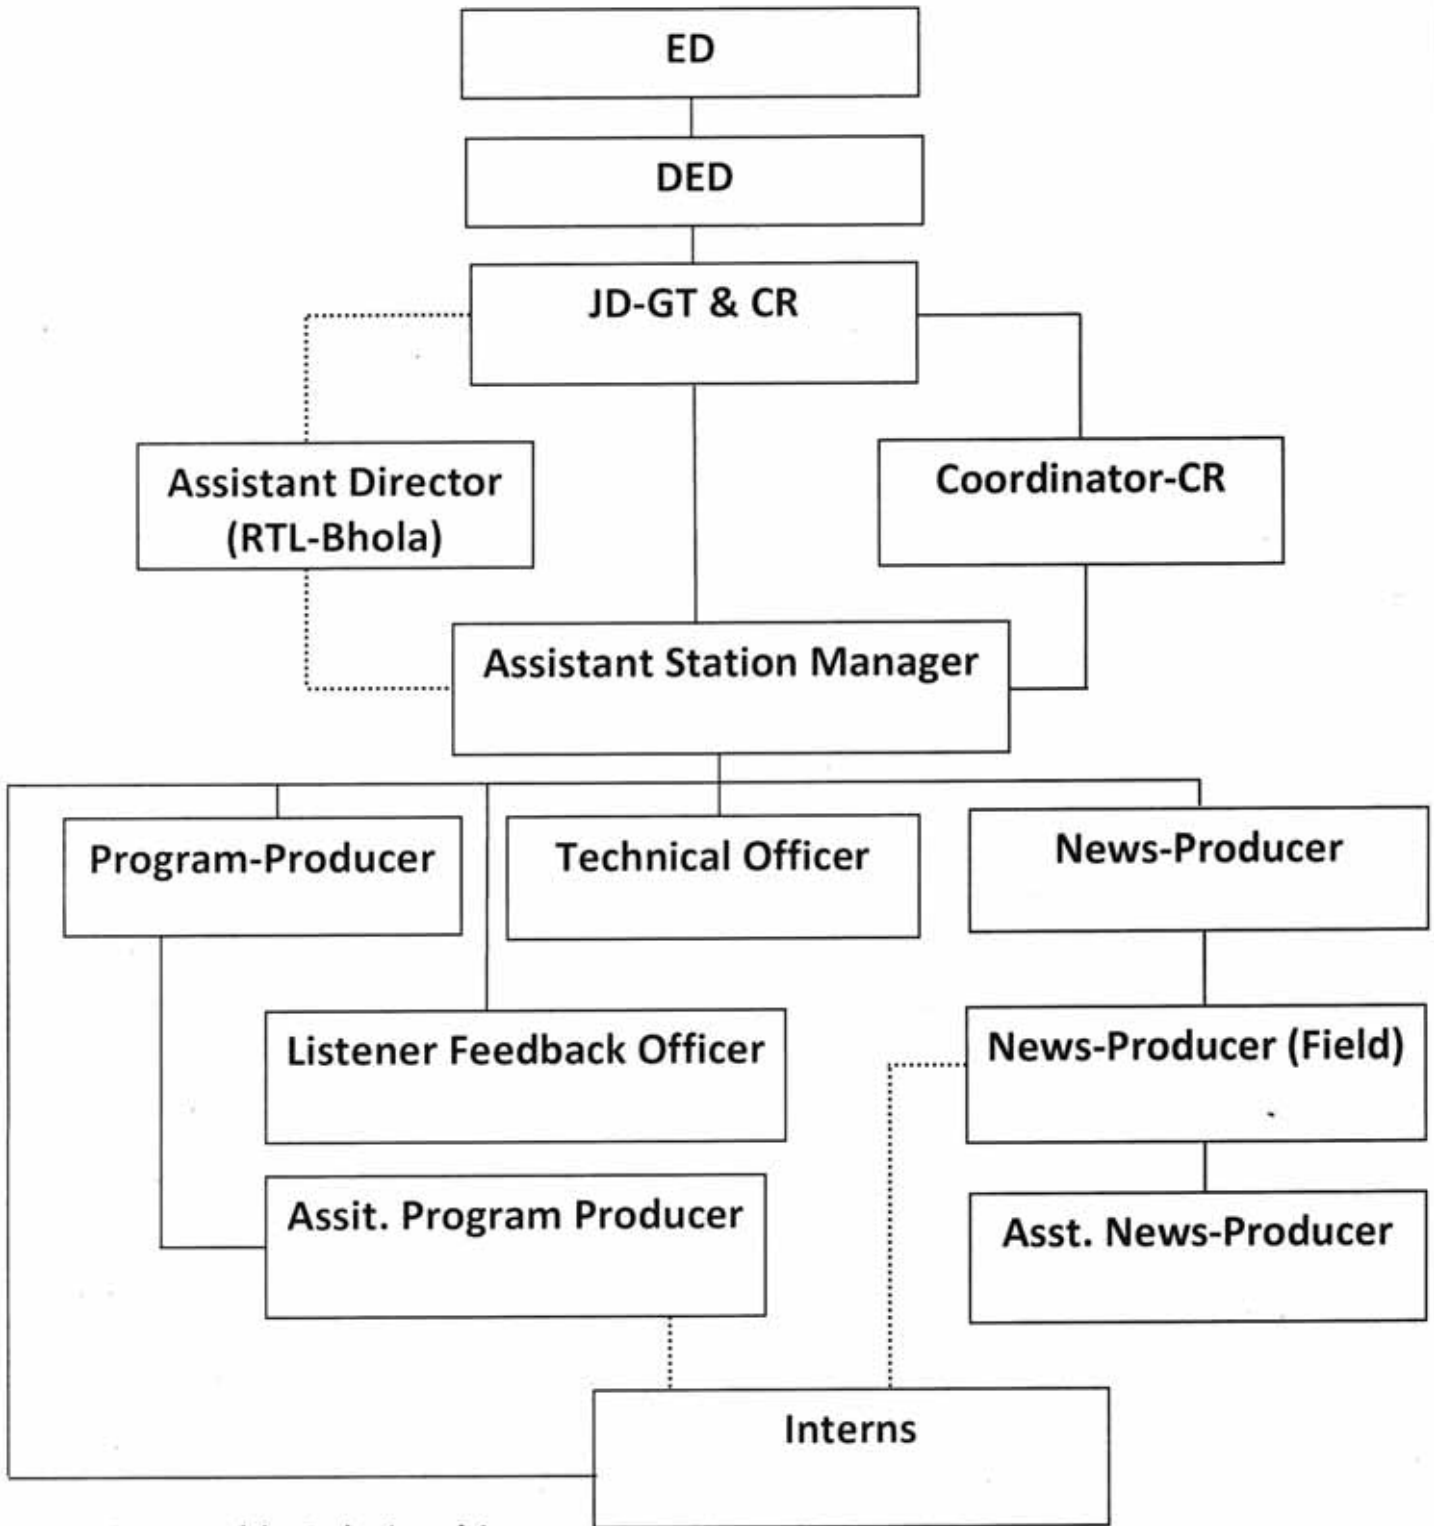 ED
DED
JD-GT & CR
Assistant Director
(RTL-Bhola)
Coordinator-CR
Assistant Station Manager
Program-Producer
Technical Officer
News-Producer
Listener Feedback Officer
News-Producer (Field)
Assit. Program Producer
Asst. News-Producer
Interns